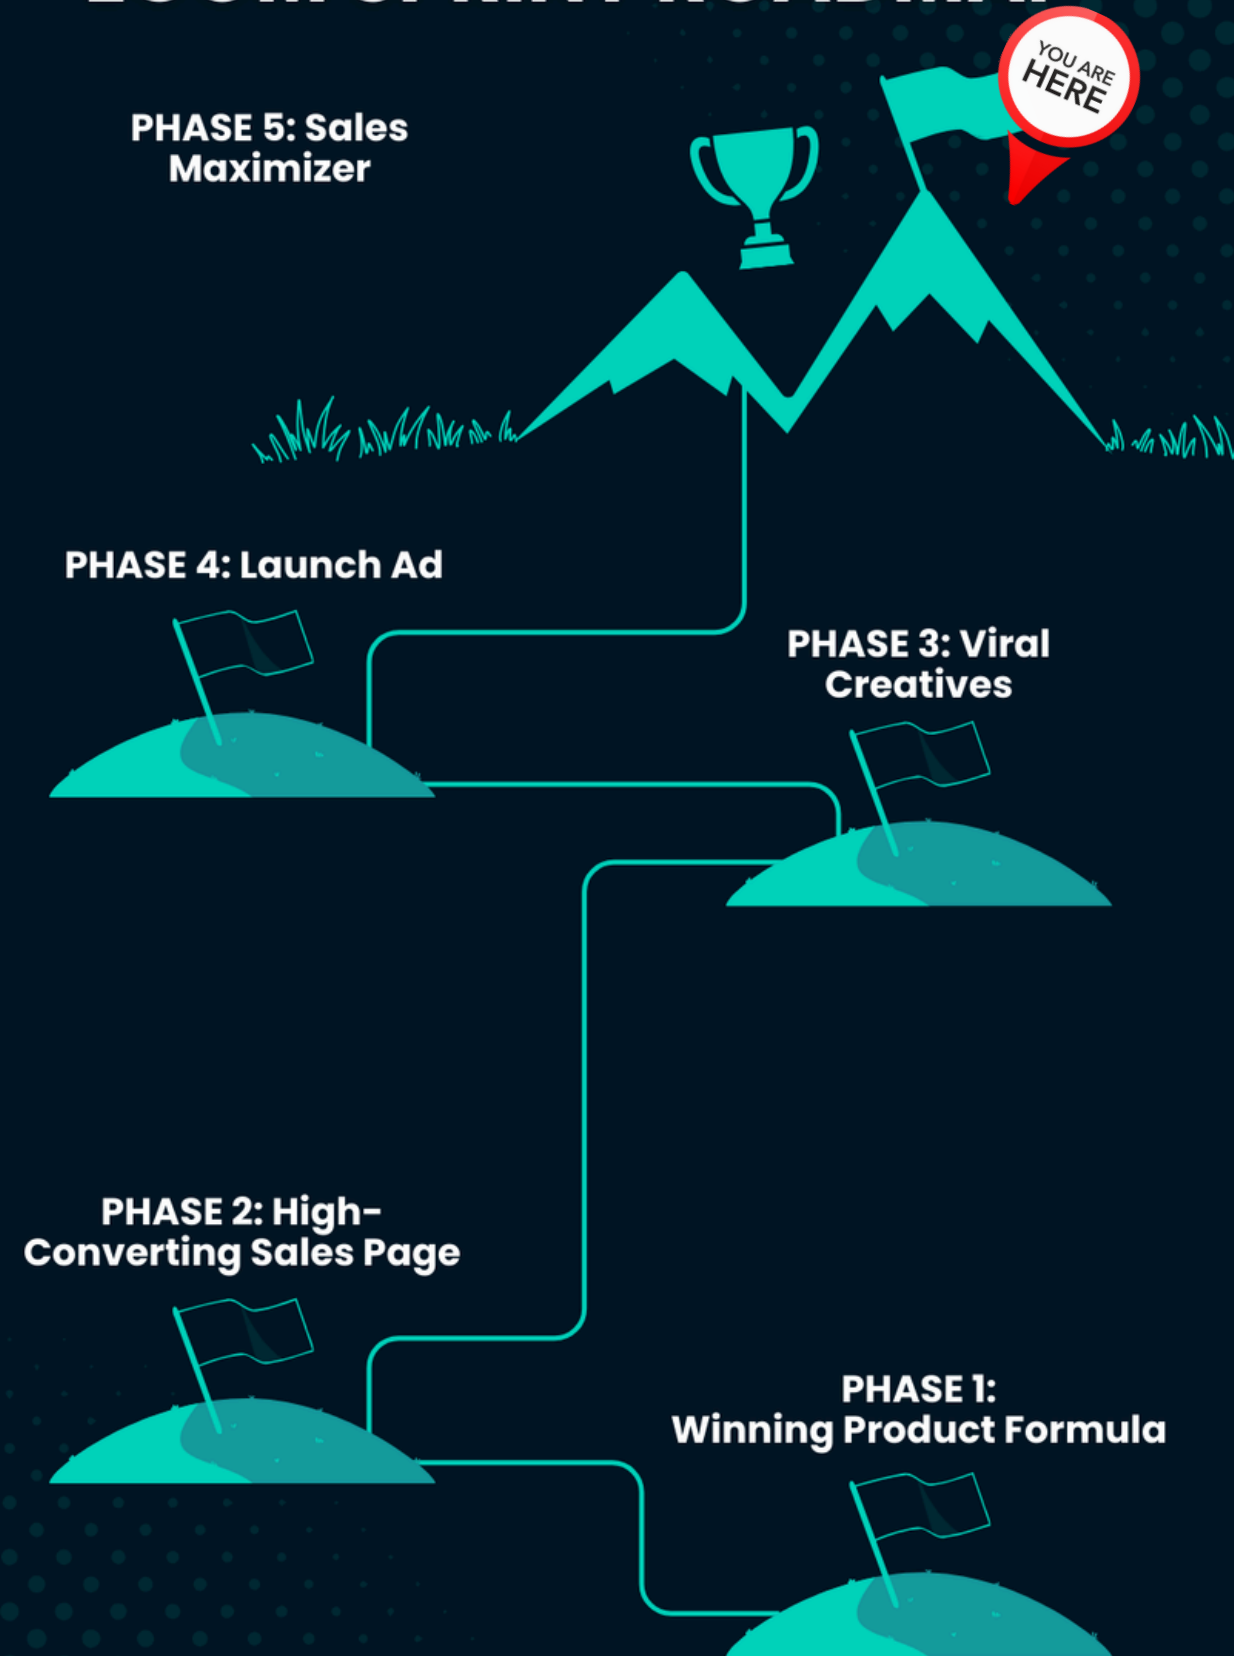 YOU ARE
HERE
PHASE 5: Sales
Maximizer
PHASE 4: Launch Ad
PHASE 3: Viral
Creatives
PHASE 2: High-
Converting Sales Page
PHASE 1:
Winning Product Formula